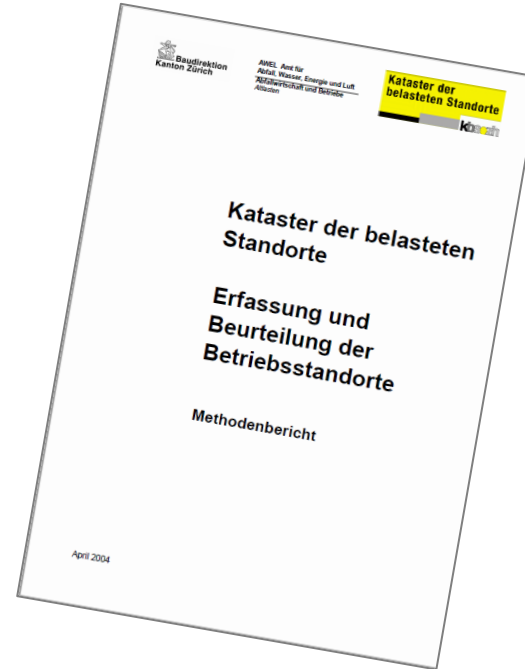 Baudirektion
Kanton Zürich
AWEL Amt für
Abfall, Wasser, Energie und Luft
Abfallwirtschaft und Betriebe
Altlasten
Kataster der
belasteten Standorte
Kataster der belasteten
Standorte
Erfassung und
Beurteilung der
Betriebsstandorte
Methodenbericht
April 2004